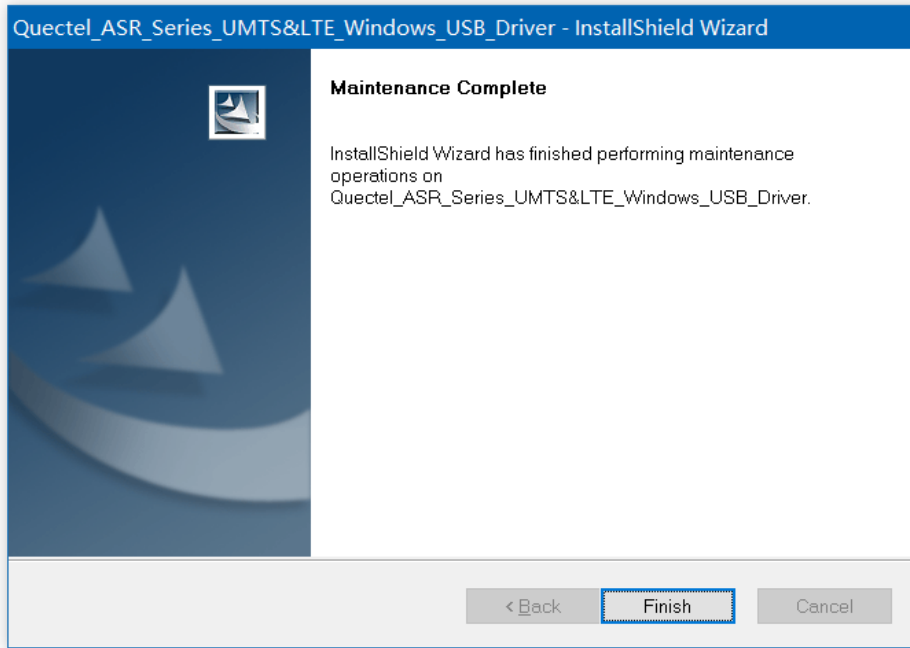 Quectel_ASR_Series_UMTS&LTE_Windows_USB_Driver - InstallShield Wizard
Maintenance Complete
InstallShield Wizard has finished performing maintenance
operations on
Quectel_ASR_Series_UMTS&LTE_Windows_USB_Driver.
< Back
Finish
Cancel